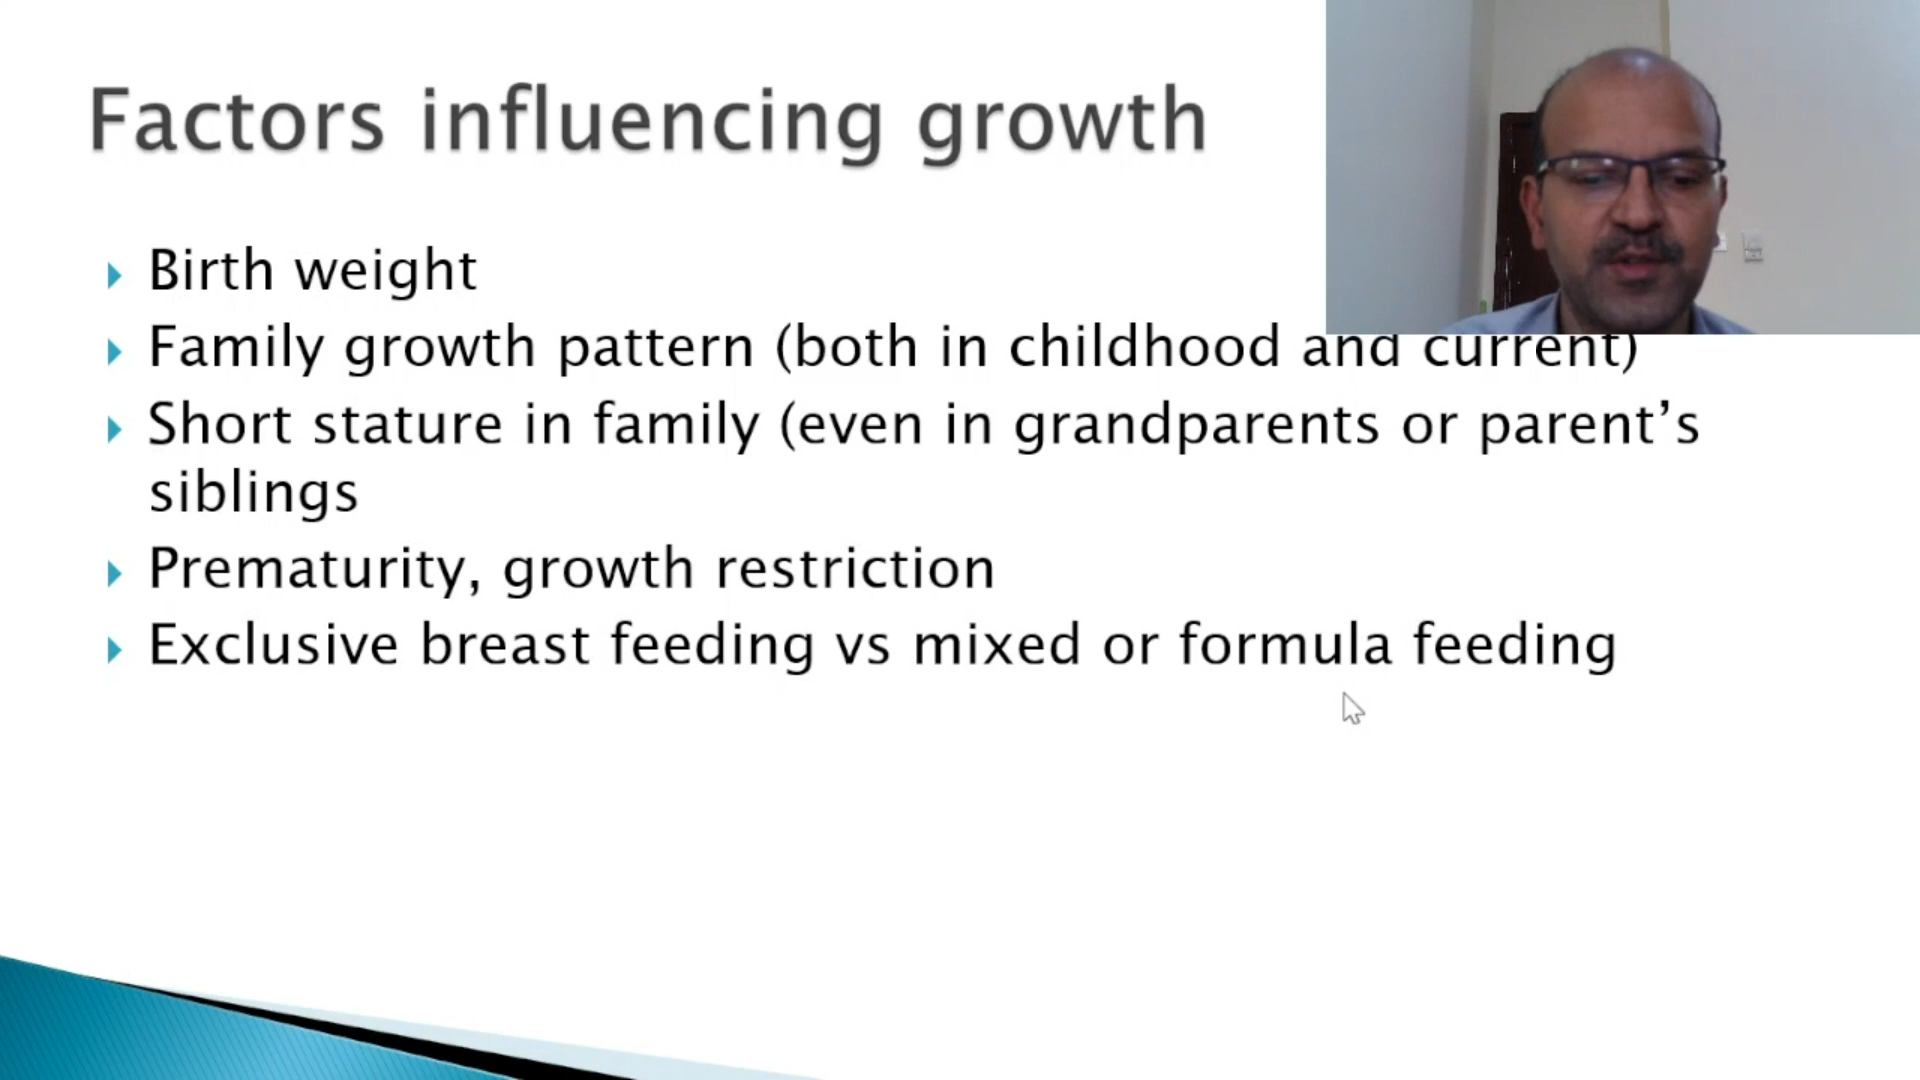 Factors influencing growth
Birth weight
Family growth pattern (both in childhood and current)
Short stature in family (even in grandparents or parent’s
siblings
Prematurity, growth restriction
Exclusive breast feeding vs mixed or formula feeding